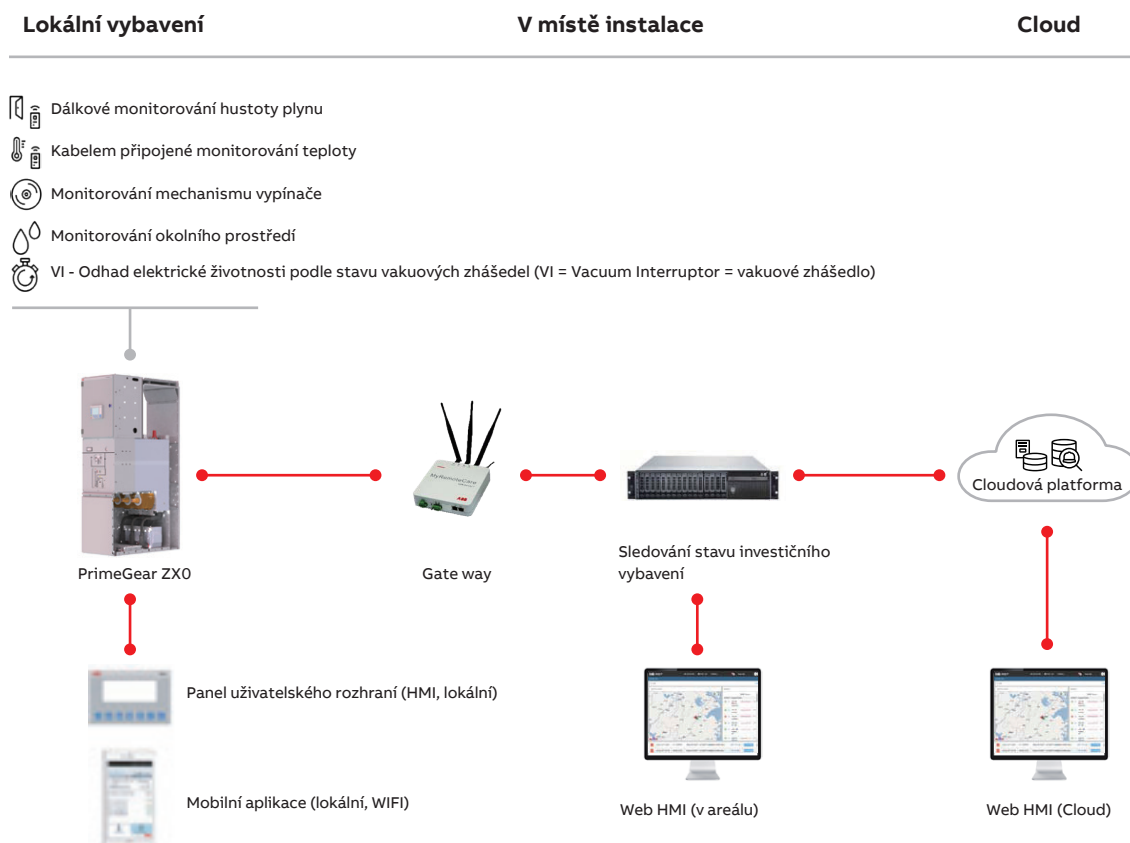 Lokální vybavení
V místě instalace
Cloud
Dálkové monitorování hustoty plynu
Kabelem připojené monitorování teploty
Monitorování mechanismu vypínače
Monitorování okolního prostředí
VI - Odhad elektrické životnosti podle stavu vakuových zhášedel (VI = Vacuum Interruptor = vakuové zhášedlo)
MyRemoteCare
ABB
Cloudová platforma
PrimeGear ZX0
Gate way
Sledování stavu investičního
vybavení
Panel uživatelského rozhraní (HMI, lokální)
Mobilní aplikace (lokální, WIFI)
Web HMI (v areálu)
Web HMI (Cloud)